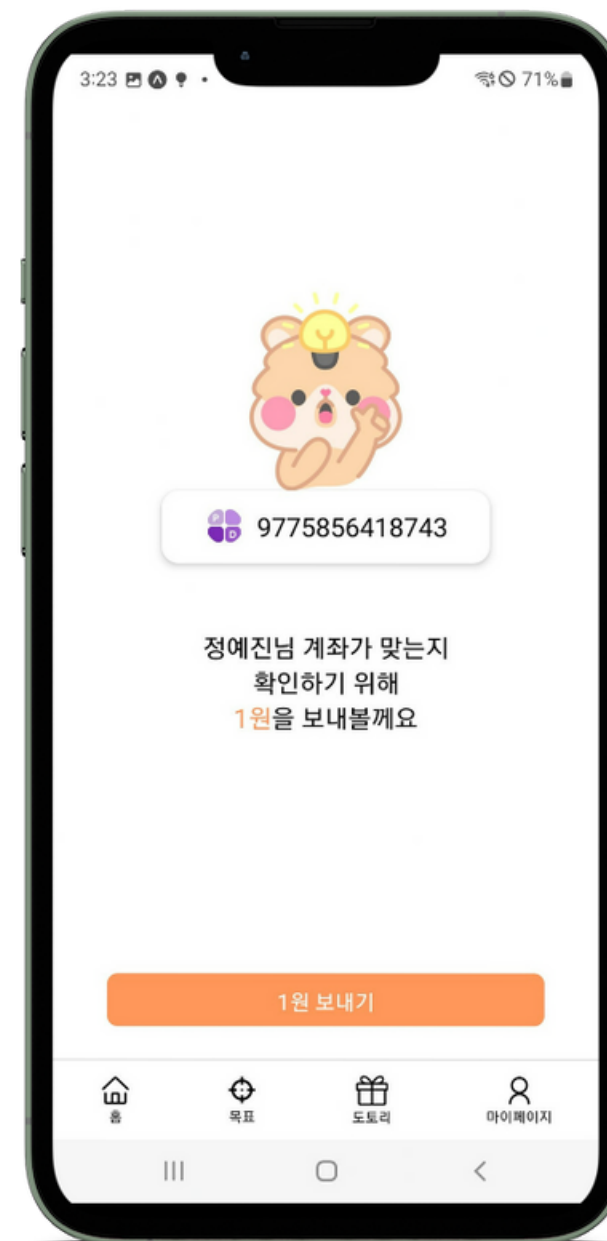 3:23
71%
P
D
9775856418743
정예진님 계좌가 맞는지
확인하기 위해
1원을 보내볼께요
1원 보내기
홈
목표
도토리
마이페이지